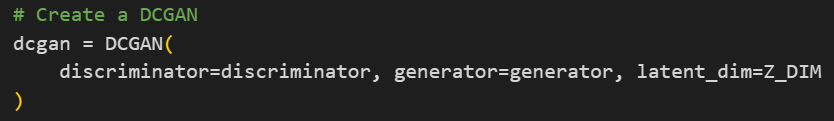 # Create a DCGAN
dcgan = DCGAN(
    discriminator=discriminator, generator=generator, latent_dim=Z_DIM
)